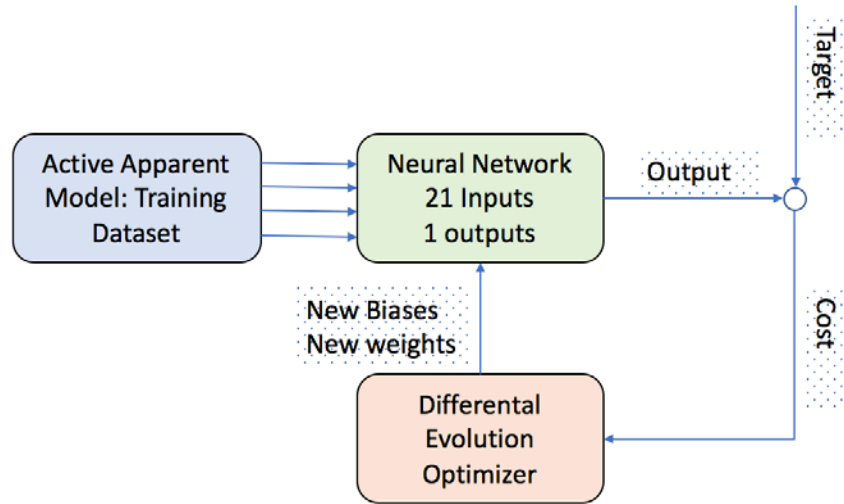 Target
Active Apparent
Model: Training
Dataset
Neural Network
21 Inputs
1 outputs
Output
New Biases
New weights
Cost
Differental
Evolution
Optimizer